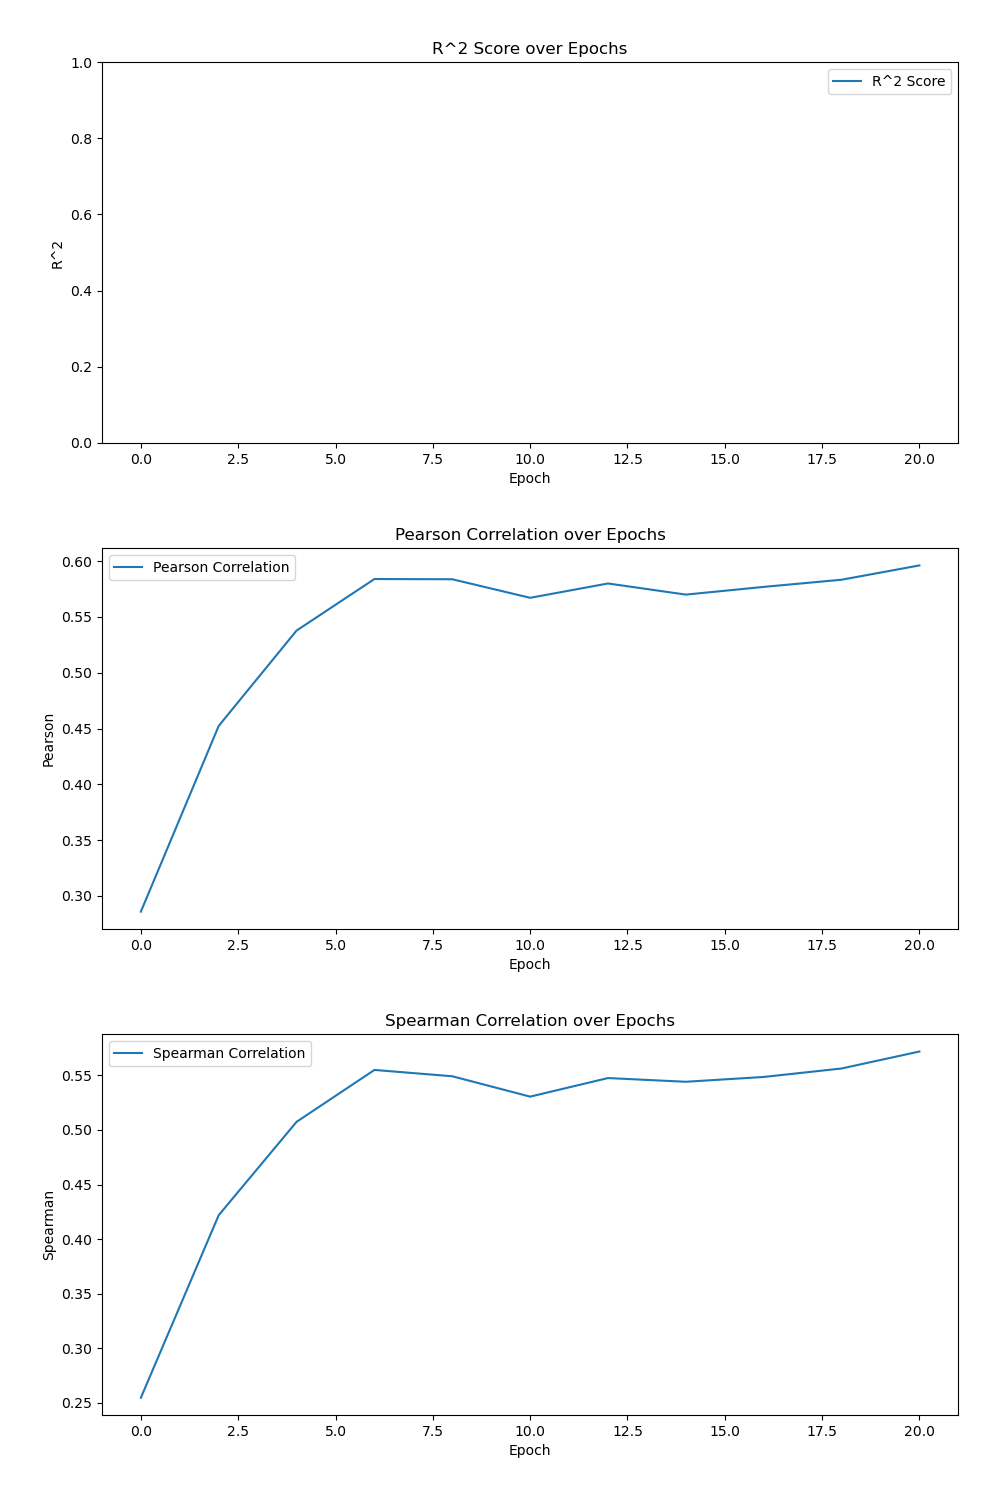 R^2 Score over Epochs
R^2 Score
1.0
0.8
0.6
0.4
0.2
0.0
R^2
0.0 2.5 5.0 7.5 10.0 12.5 15.0 17.5 20.0
Epoch
Pearson Correlation over Epochs
Pearson Correlation
0.60
0.55
0.50
0.45
0.40
0.35
0.30
Pearson
0.0 2.5 5.0 7.5 10.0 12.5 15.0 17.5 20.0
Epoch
Spearman Correlation over Epochs
Spearman Correlation
0.55
0.50
0.45
0.40
0.35
0.30
0.25
Spearman
0.0 2.5 5.0 7.5 10.0 12.5 15.0 17.5 20.0
Epoch